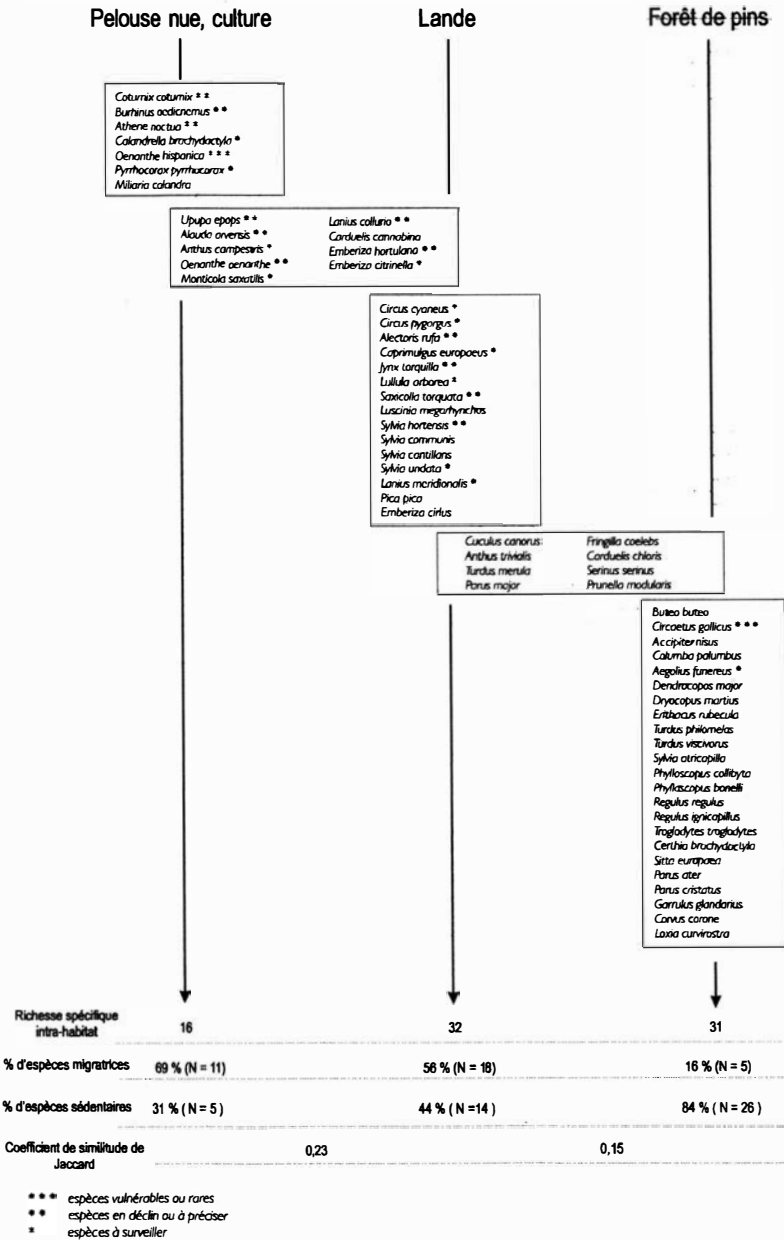 Pelouse nue, culture Lande Forêt de pins
Coturnix coturnix * *
Burhinus oedicnemus * *
Athene noctua * *
Calandrella brachydactyla *
Oenanthe hispanica * * *
Pyrrhocorax pyrrhocorax *
Miliaria calandra
Upupa epops * * Lanius collurio * *
Alauda arvensis * * Carduelis cannabina
Anthus campestris * Emberiza hortulana * *
Oenanthe oenanthe * * Emberiza citrinella *
Monticola saxatilis *
Circus cyaneus *
Circus pygargus *
Alectoris rufa * *
Caprimulgus europaeus *
Jynx torquilla * *
Lullula arborea *
Saxicolla torquata * *
Luscinia megarhynchos
Sylvia hortensis * *
Sylvia communis
Sylvia cantillans
Sylvia undata *
Lanius meridionalis *
Pica pica
Emberiza cirlus
Cuculus canorus: Fringilla coelebs
Anthus trivialis Carduelis chloris
Turdus merula Serinus serinus
Parus major Prunella modularis
Buteo buteo
Circaetus gallicus * * *
Accipiter nisus
Columba palumbus
Aegolius funereus *
Dendrocopos major
Dryocopus martius
Erithacus rubecula
Turdus philomelas
Turdus viscivorus
Sylvia atricapilla
Phylloscopus collibyta
Phylloscopus bonelli
Regulus regulus
Regulus ignicapillus
Troglodytes troglodytes
Certhia brachydactyla
Sitta europaea
Parus ater
Parus cristatus
Garrulus glandarius
Corvus corone
Loxia curvirostra
Richesse spécifique
intra-habitat 16 32 31
% d'espèces migratrices 69 % (N = 11) 56 % (N = 18) 16 % (N = 5)
% d'espèces sédentaires 31 % ( N = 5 ) 44 % ( N =14 ) 84 % ( N = 26 )
Coefficient de similitude de
Jaccard 0,23 0,15
* * * espèces vulnérables ou rares
* * espèces en déclin ou à préciser
* espèces à surveiller